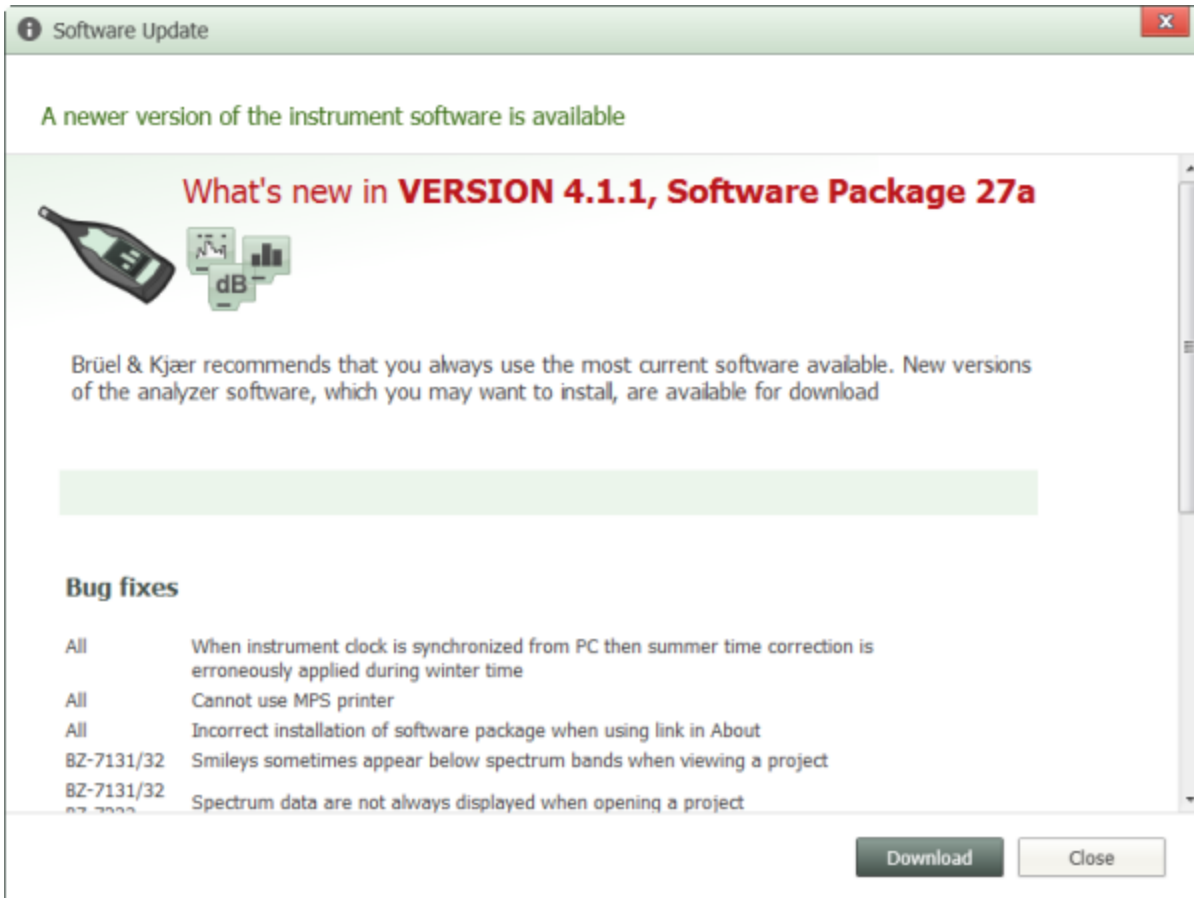 Software Update
A newer version of the instrument software is available
What's new in VERSION 4.1.1, Software Package 27a
dB
Brüel & Kjær recommends that you always use the most current software available. New versions
of the analyzer software, which you may want to install, are available for download
Bug fixes
All When instrument clock is synchronized from PC then summer time correction is
erroneously applied during winter time
All Cannot use MPS printer
All Incorrect installation of software package when using link in About
BZ-7131/32 Smileys sometimes appear below spectrum bands when viewing a project
BZ-7131/32
Spectrum data are not always displayed when opening a project
Download Close